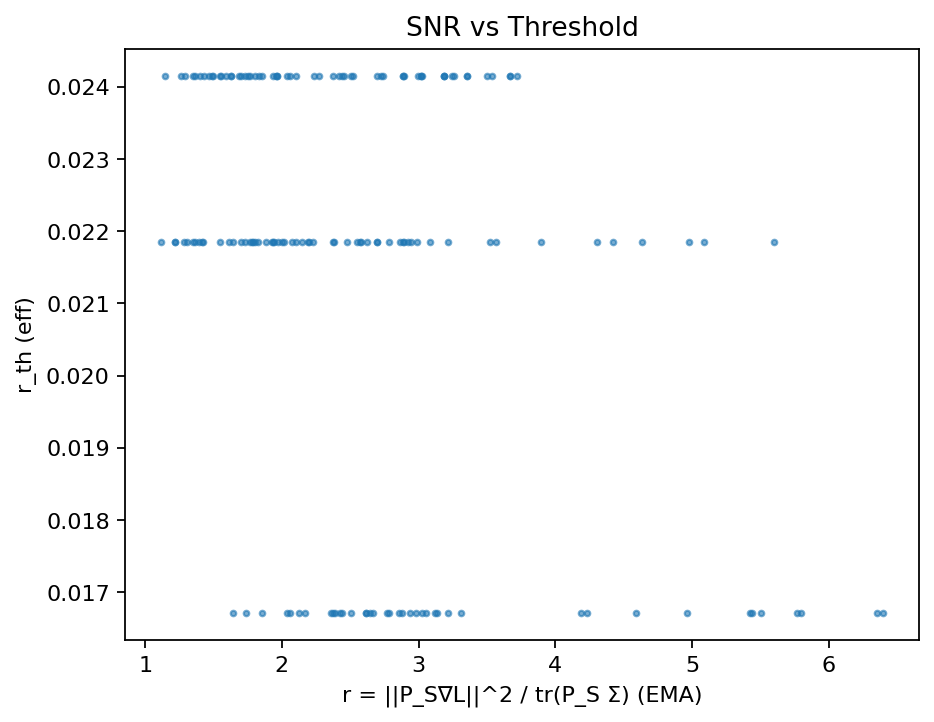 SNR vs Threshold
r_th (eff)
0.024
0.023
0.022
0.021
0.020
0.019
0.018
0.017
1 2 3 4 5 6
r = ||P_S∇L||^2 / tr(P_S Σ) (EMA)